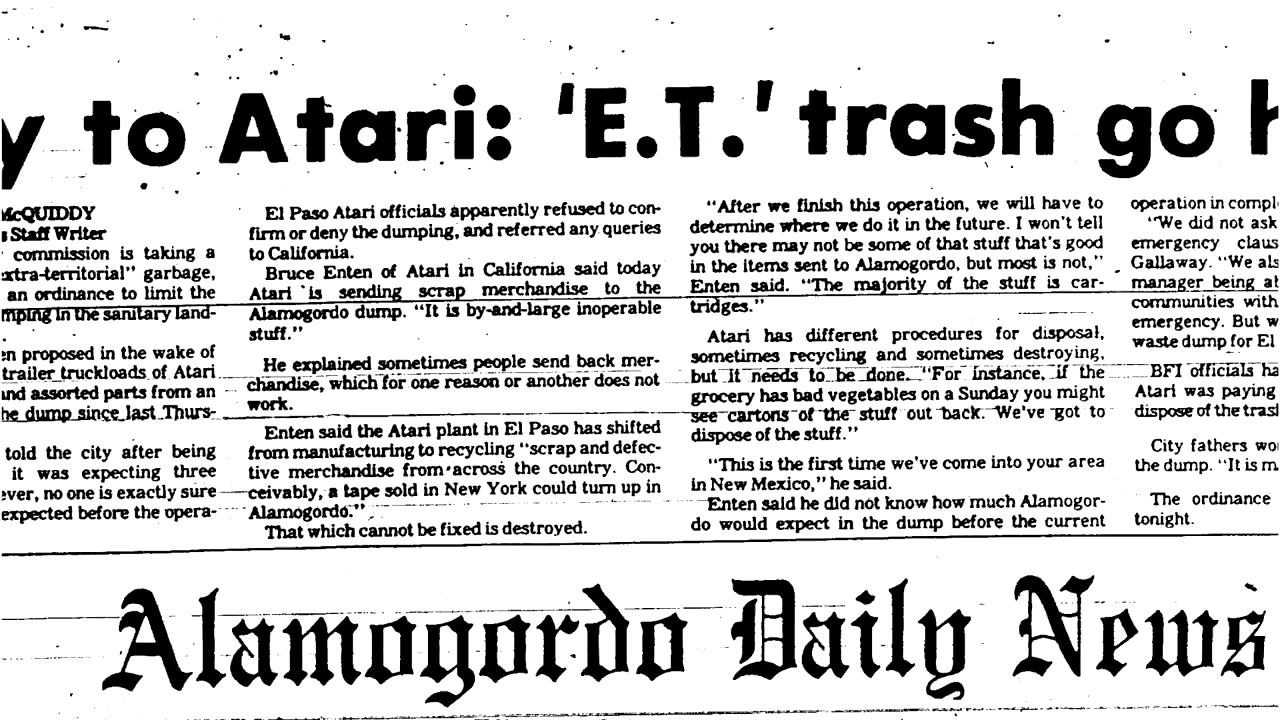 y to Atari: 'E.T.' trash go h
McQUIDDY
Staff Writer
commission is taking a
extra-territorial" garbage,
an ordinance to limit the
mping in the sanitary land-
.
en proposed in the wake of
trailer truckloads of Atari
and assorted parts from an
he dump since last Thurs-
told the city after being
it was expecting three
ever, no one is exactly sure
expected before the opera-
El Paso Atari officials apparently refused to con-
firm or deny the dumping, and referred any queries
to California.
Bruce Enten of Atari in California said today
Atari is sending scrap merchandise to the
Alamogordo dump. "It is by-and-large inoperable
stuff."
He explained sometimes people send back mer-
chandise, which for one reason or another does not
work.
Enten said the Atari plant in El Paso has shifted
from manufacturing to recycling "scrap and defec-
tive merchandise from across the country. Con-
ceivably, a tape sold in New York could turn up in
Alamogordo."
That which cannot be fixed is destroyed.
"After we finish this operation, we will have to
determine where we do it in the future. I won't tell
you there may not be some of that stuff that's good
in the items sent to Alamogordo, but most is not,"
Enten said. "The majority of the stuff is car-
tridges."
Atari has different procedures for disposal,
sometimes recycling and sometimes destroying,
but it needs to be done. "For instance, if the
grocery has bad vegetables on a Sunday you might
see cartons of the stuff out back. We've got to
dispose of the stuff."
"This is the first time we've come into your area
in New Mexico," he said.
Enten said he did not know how much Alamogor-
do would expect in the dump before the current
operation in compl
"We did not ask
emergency claus
Gallaway. "We als
manager being at
communities with
emergency. But w
waste dump for El
BFI officials ha
Atari was paying
dispose of the trasl
City fathers wo
the dump. "It is m
The ordinance
tonight.
Alamogordo Daily News